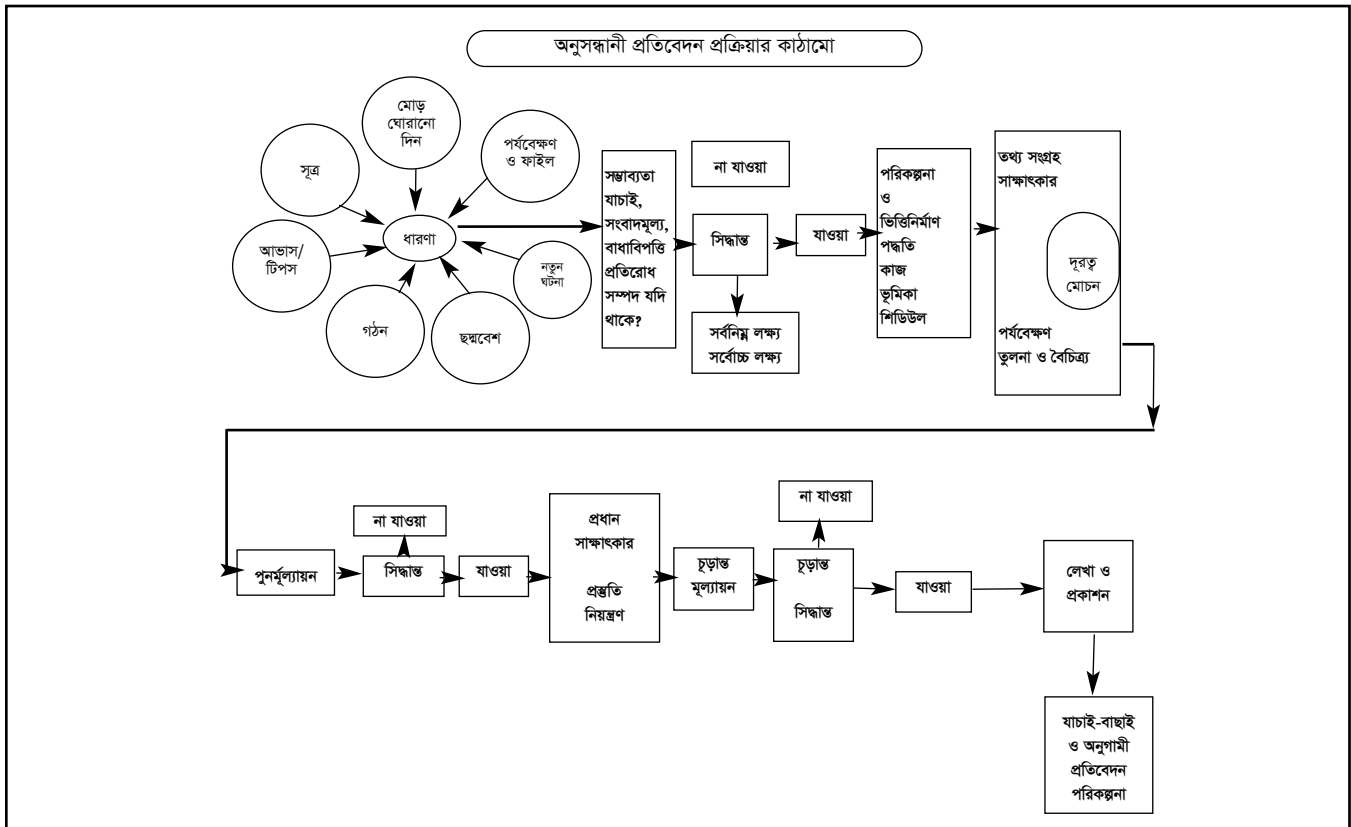 অনুসন্ধানী প্রতিবেদন প্রক্রিয়ার কাঠামো
মোড়
ঘোরানো
দিন
সূত্র
পর্যবেক্ষণ
ও ফাইল
ধারণা
আভাস/
টিপস
নতুন
ঘটনা
গঠন
ছদ্মবেশ
সম্ভাব্যতা
যাচাই,
সংবাদমূল্য,
বাধাবিপত্তি
প্রতিরোধ
সম্পদ যদি
থাকে?
না যাওয়া
সিদ্ধান্ত
সর্বনিম্ন লক্ষ্য
সর্বোচ্চ লক্ষ্য
যাওয়া
পরিকল্পনা
ও
ভিত্তিনির্মাণ
পদ্ধতি
কাজ
ভূমিকা
শিডিউল
তথ্য সংগ্রহ
সাক্ষাৎকার
দূরত্ব
মোচন
পর্যবেক্ষণ
তুলনা ও বৈচিত্র্য
পুনর্মূল্যায়ন
না যাওয়া
সিদ্ধান্ত
যাওয়া
প্রধান
সাক্ষাৎকার
প্রস্তুতি
নিয়ন্ত্রণ
চূড়ান্ত
মূল্যায়ন
না যাওয়া
চূড়ান্ত
সিদ্ধান্ত
যাওয়া
লেখা ও
প্রকাশন
যাচাই-বাছাই
ও অনুগামী
প্রতিবেদন
পরিকল্পনা